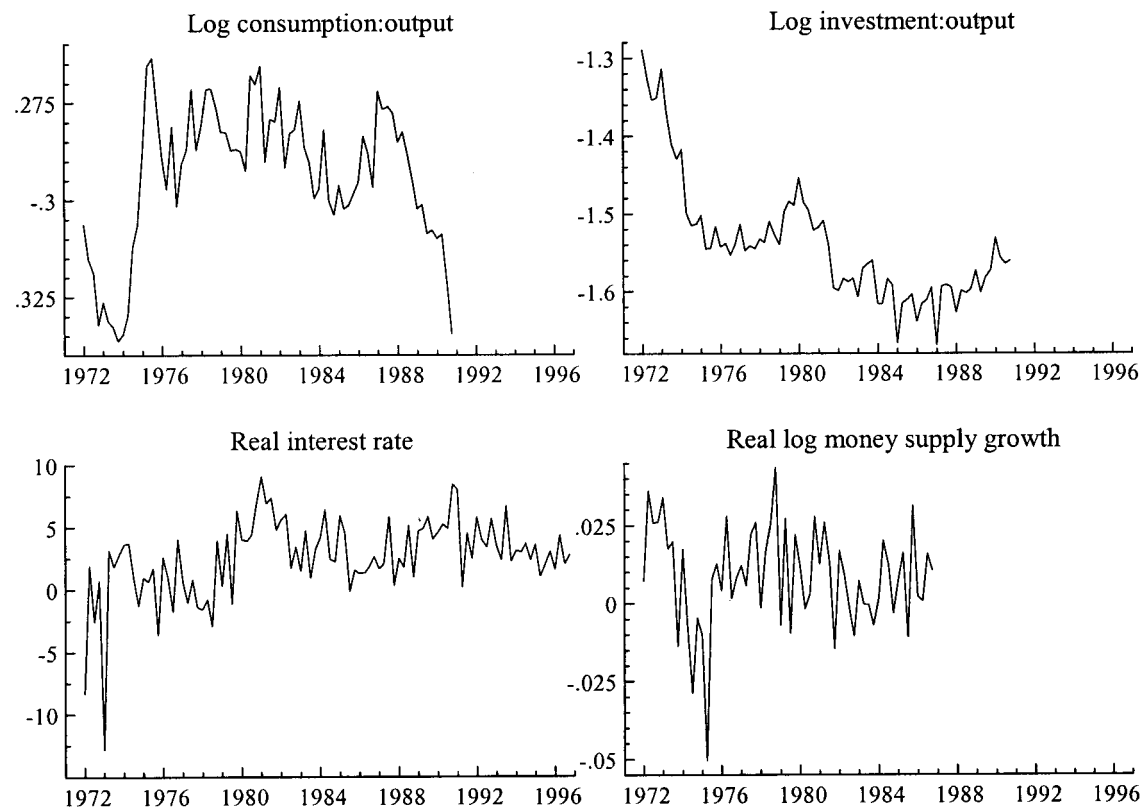 Log consumption:output
.275
-.3
.325
1972 1976 1980 1984 1988 1992 1996
Log investment:output
-1.3
-1.4
-1.5
-1.6
1972 1976 1980 1984 1988 1992 1996
Real interest rate
10
5
0
-5
-10
1972 1976 1980 1984 1988 1992 1996
Real log money supply growth
.025
0
-.025
-.05
1972 1976 1980 1984 1988 1992 1996